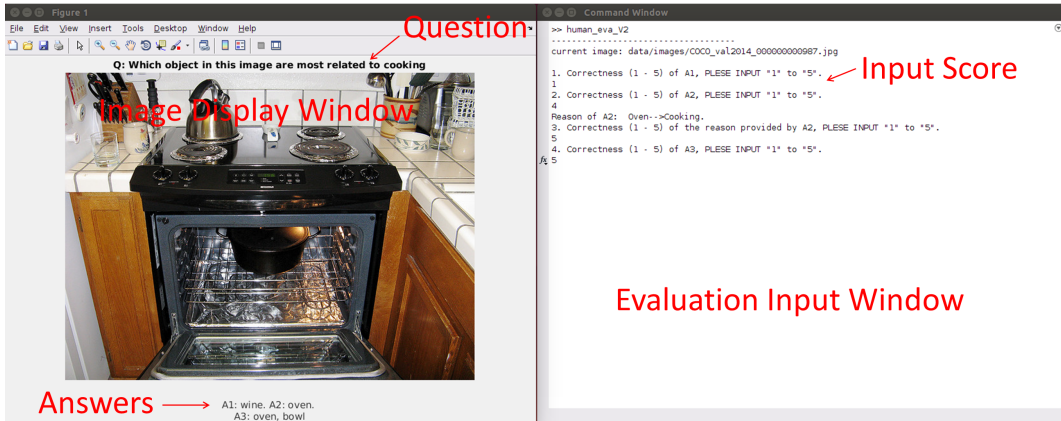 Figure 1
File Edit View Insert Tools Desktop Window Help
Question
Q: Which object in this image are most related to cooking
Image Display Window
Answers
A1: wine. A2: oven.
A3: oven, bowl
Command Window
>> human_eva_V2
-----------------------------------
current image: data/images/COCO_val2014_000000000987.jpg
1. Correctness (1 - 5) of A1, PLESE INPUT "1" to "5".
1
Input Score
2. Correctness (1 - 5) of A2, PLESE INPUT "1" to "5".
4
Reason of A2: Oven-->Cooking.
3. Correctness (1 - 5) of the reason provided by A2, PLESE INPUT "1" to "5".
5
4. Correctness (1 - 5) of A3, PLESE INPUT "1" to "5".
fx 5
Evaluation Input Window